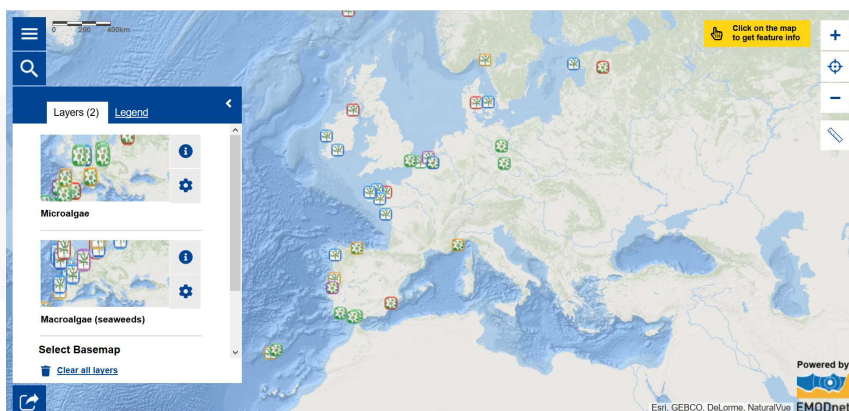 0 200 400km
Click on the map
to get feature info
Layers (2) Legend
Microalgae
Macroalgae (seaweeds)
Select Basemap
Clear all layers
Powered by
Esri, GEBCO, DeLorme, NaturalVue
EMODnet